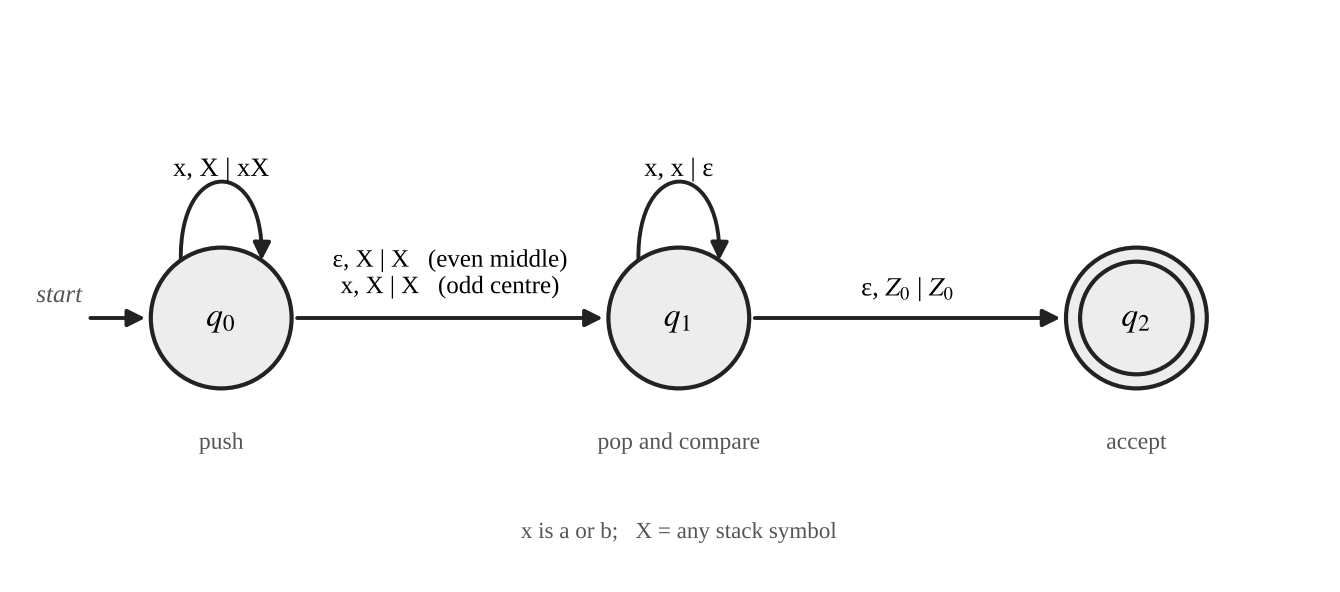 x, X | xX
x, x | ε
ε, X | X (even middle)
x, X | X (odd centre)
start
ε, Z₀ | Z₀
q₀
q₁
q₂
push
pop and compare
accept
x is a or b; X = any stack symbol